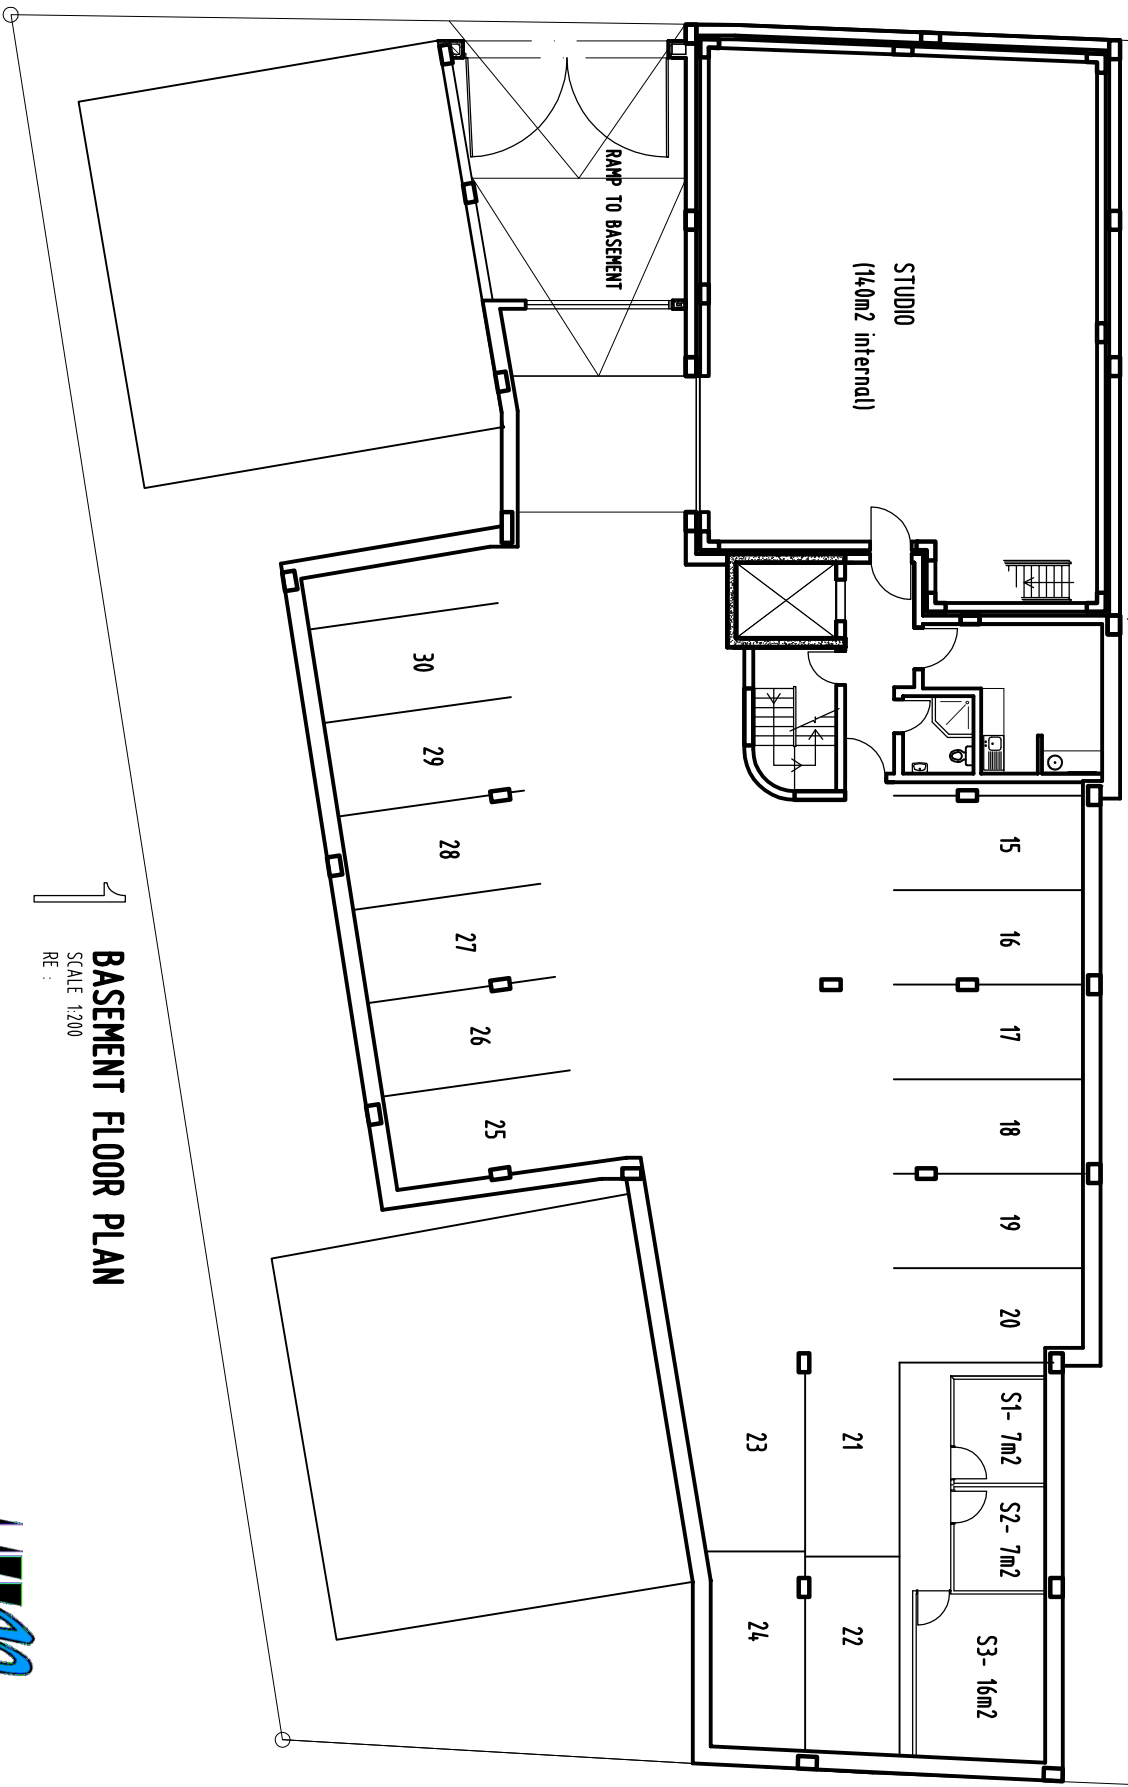 RAMP TO BASEMENT
STUDIO
(140m2 internal)
30
29
28
27
26
25
15
16
17
18
19
20
21
22
23
24
S1- 7m2
S2- 7m2
S3- 16m2
1
BASEMENT FLOOR PLAN
SCALE 1:200
RE :